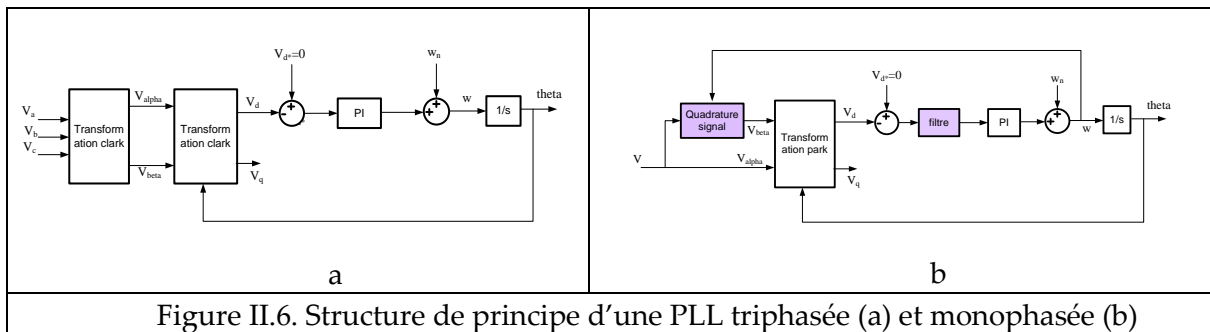 V_d*=0
w_n
V_a
V_b
V_c
Transform
ation clark
V_alpha
V_beta
Transform
ation clark
V_d
V_q
PI
w
1/s
theta
a
V_d*=0
w_n
V
Quadrature
signal
V_beta
V_alpha
Transform
ation park
V_d
V_q
filtre
PI
w
1/s
theta
b
Figure II.6. Structure de principe d’une PLL triphasée (a) et monophasée (b)